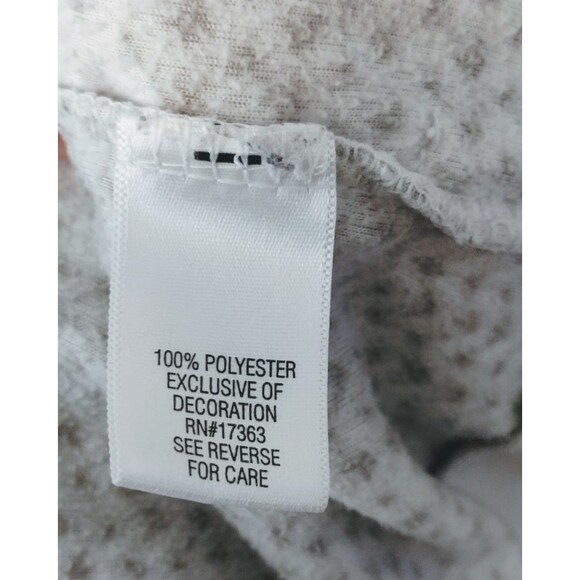 100% POLYESTER
EXCLUSIVE OF
DECORATION
RN#17363
SEE REVERSE
FOR CARE